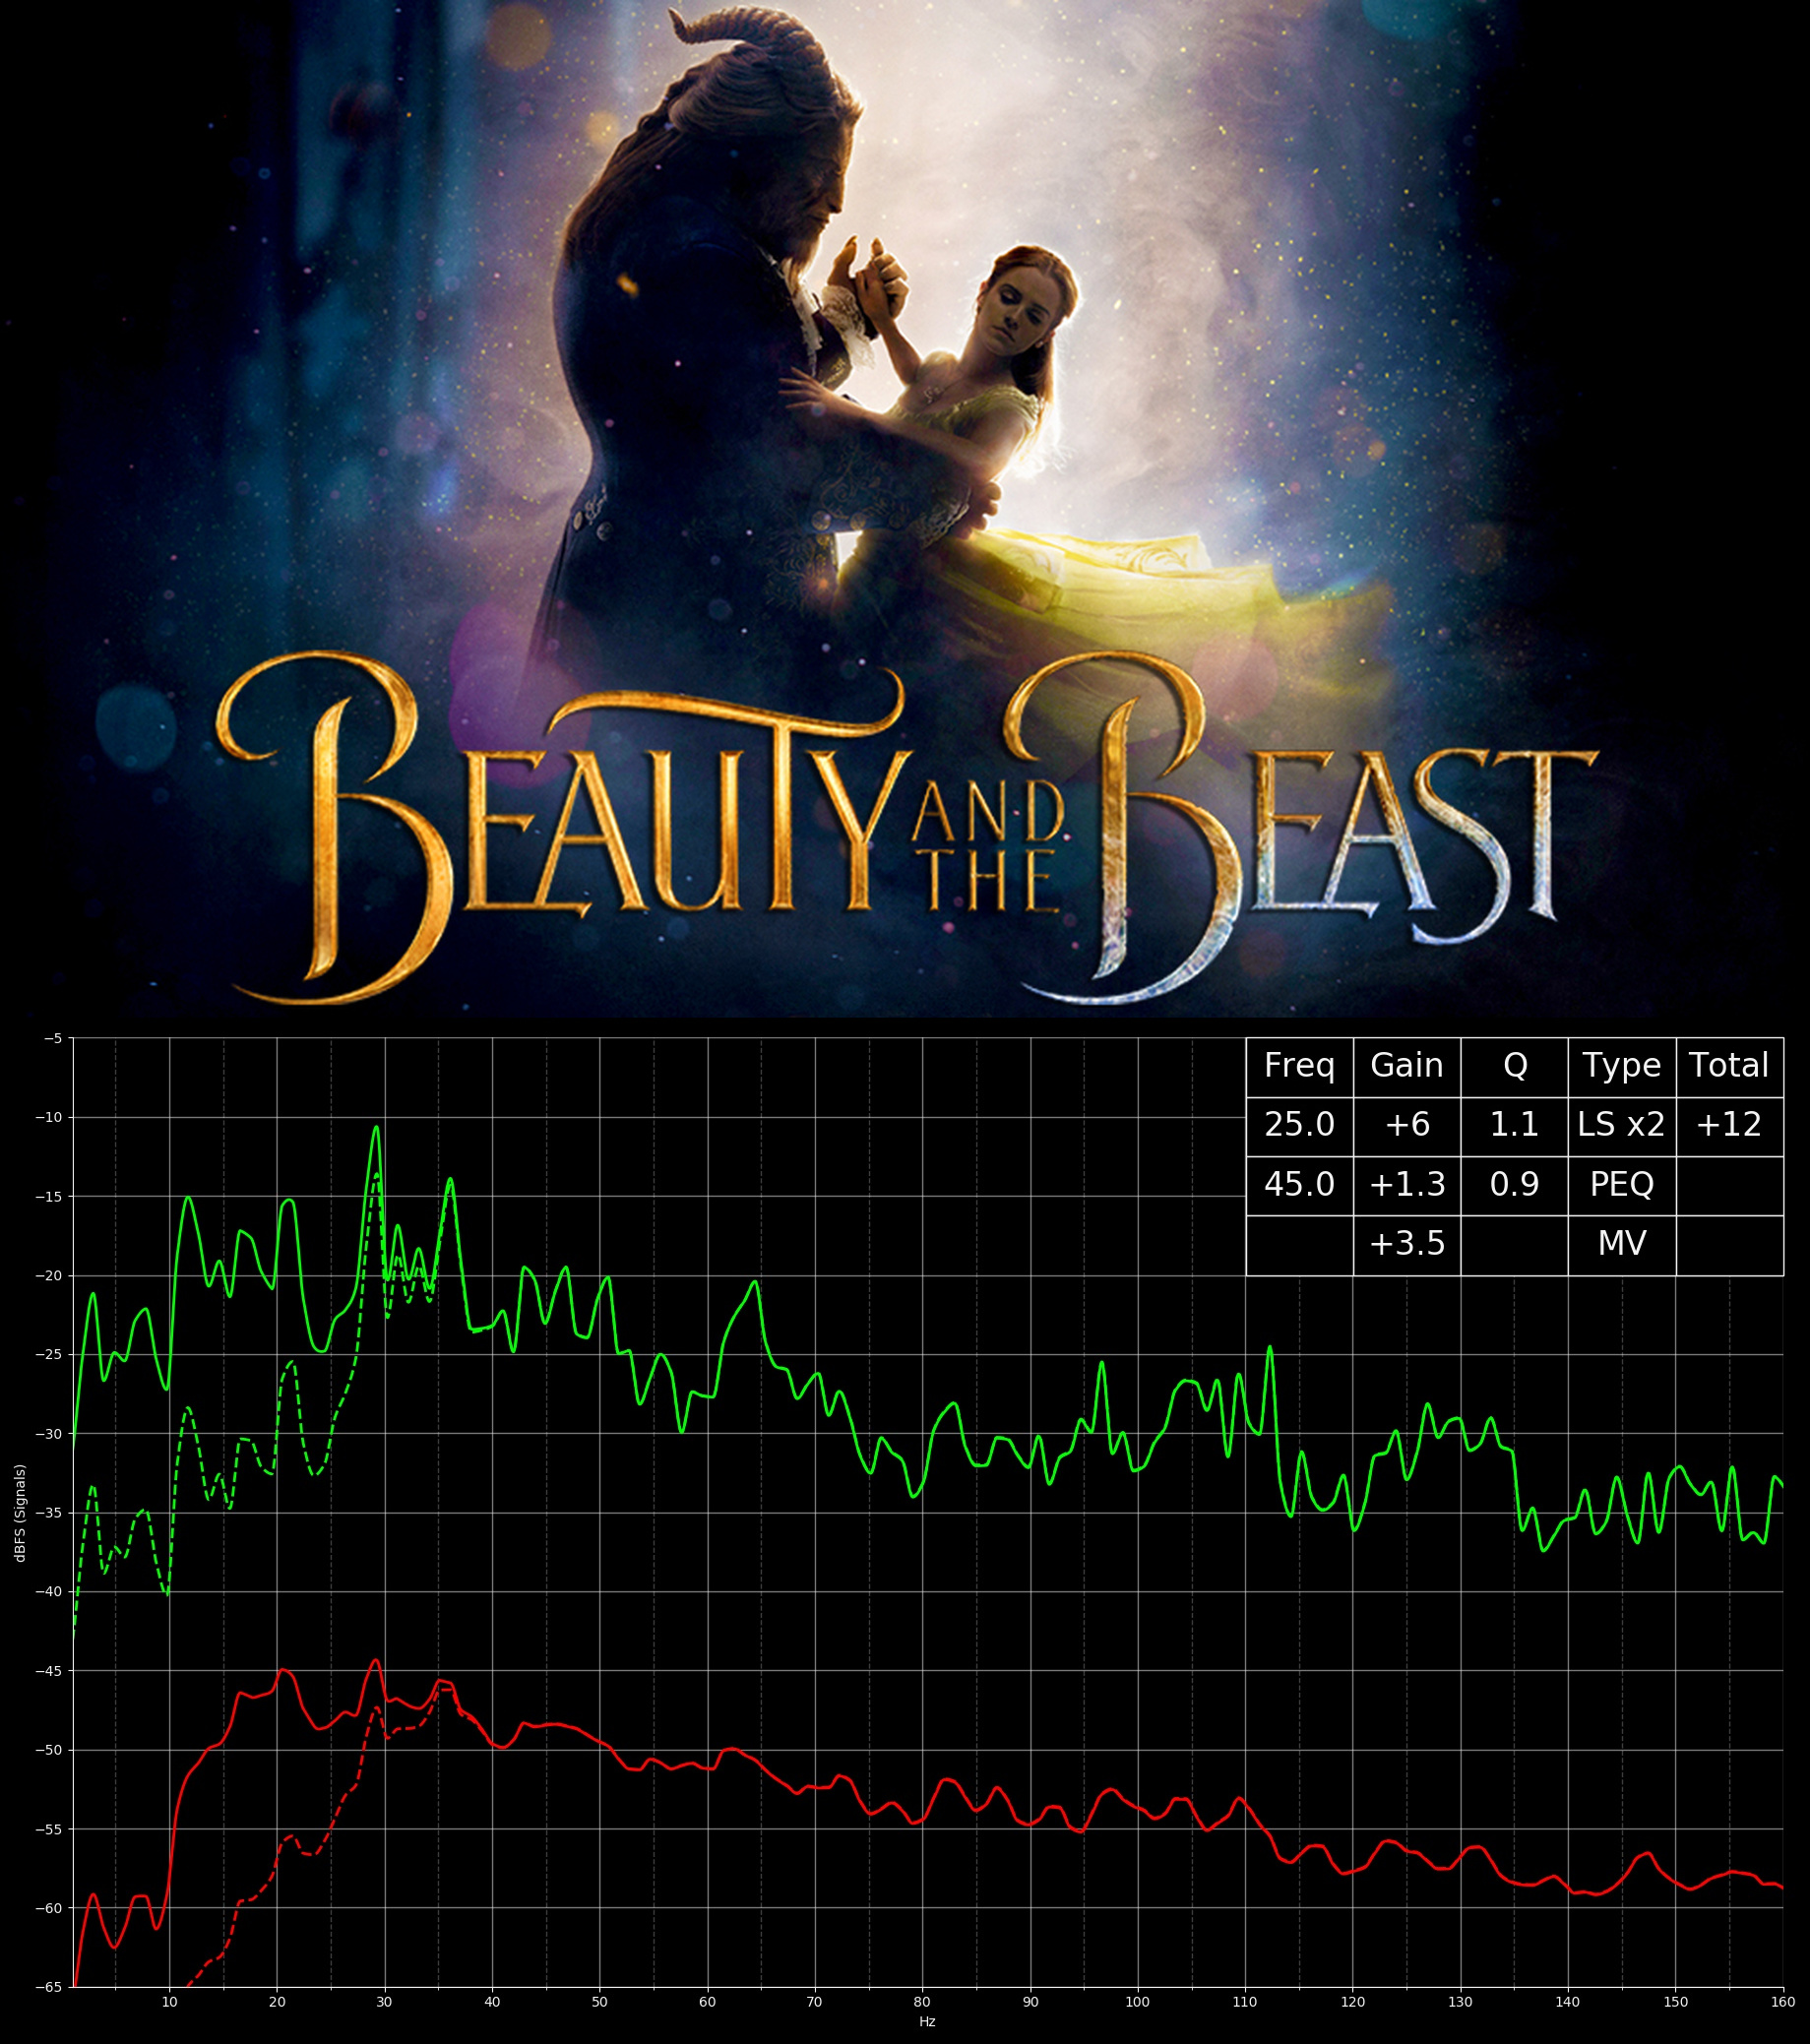 BEAUTY AND THE BEAST
Freq Gain Q Type Total
25.0 +6 1.1 LS x2 +12
45.0 +1.3 0.9 PEQ
+3.5 MV
−5
−10
−15
−20
−25
−30
−35
−40
−45
−50
−55
−60
−65
dBFS (Signals)
10 20 30 40 50 60 70 80 90 100 110 120 130 140 150 160
Hz